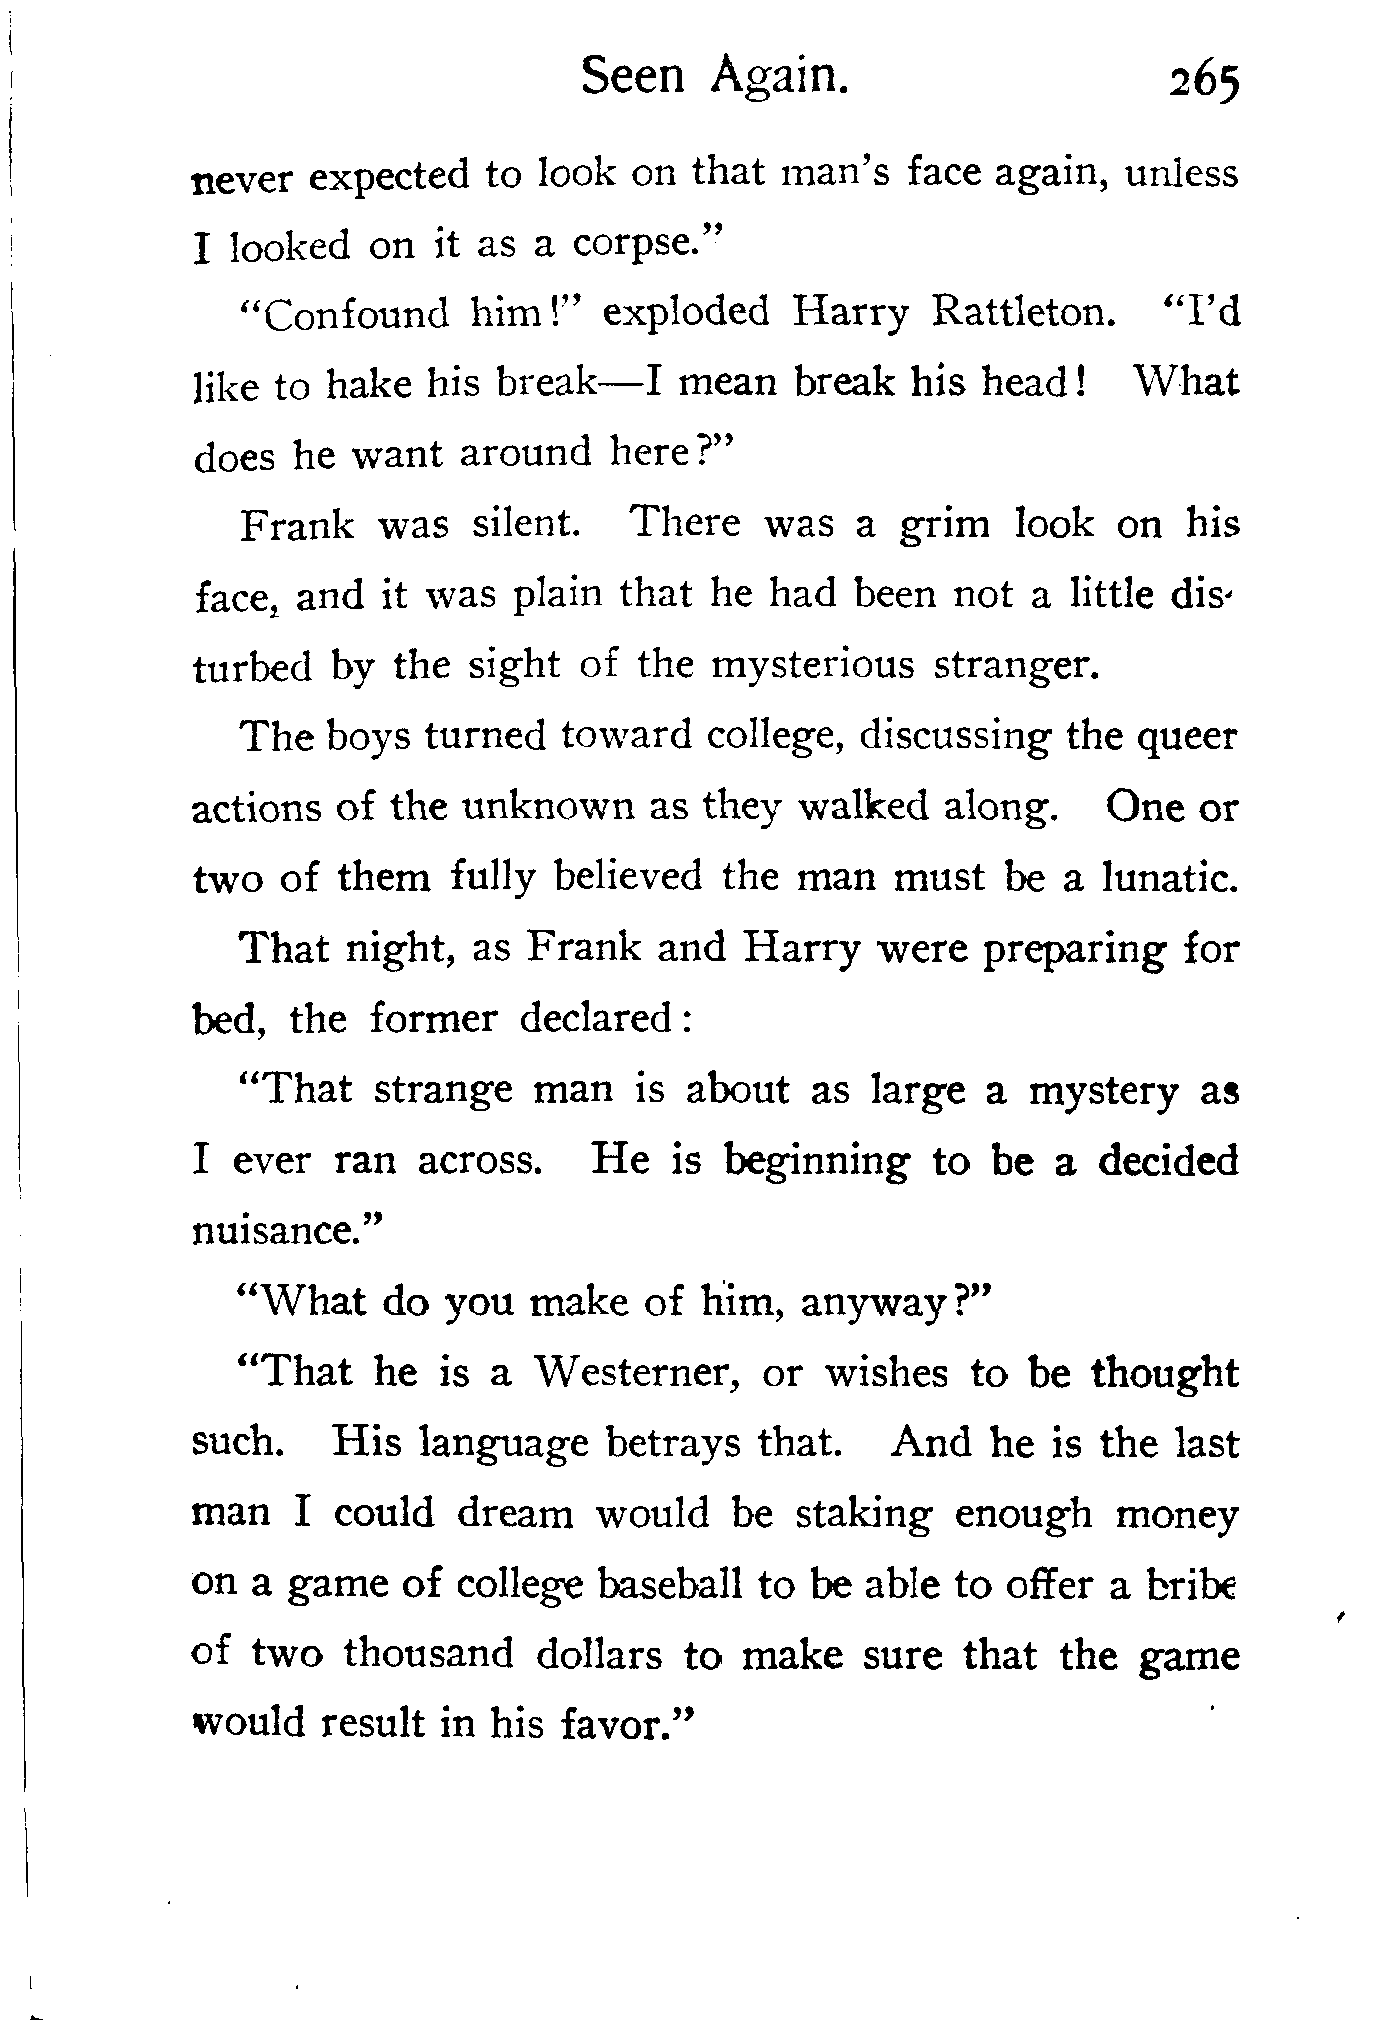 Seen Again. 265
never expected to look on that man's face again, unless
I looked on it as a corpse."
"Confound him!" exploded Harry Rattleton. "I'd
like to hake his break—I mean break his head! What
does he want around here?"
Frank was silent. There was a grim look on his
face, and it was plain that he had been not a little dis-
turbed by the sight of the mysterious stranger.
The boys turned toward college, discussing the queer
actions of the unknown as they walked along. One or
two of them fully believed the man must be a lunatic.
That night, as Frank and Harry were preparing for
bed, the former declared:
"That strange man is about as large a mystery as
I ever ran across. He is beginning to be a decided
nuisance."
"What do you make of him, anyway?"
"That he is a Westerner, or wishes to be thought
such. His language betrays that. And he is the last
man I could dream would be staking enough money
on a game of college baseball to be able to offer a bribe
of two thousand dollars to make sure that the game
would result in his favor."